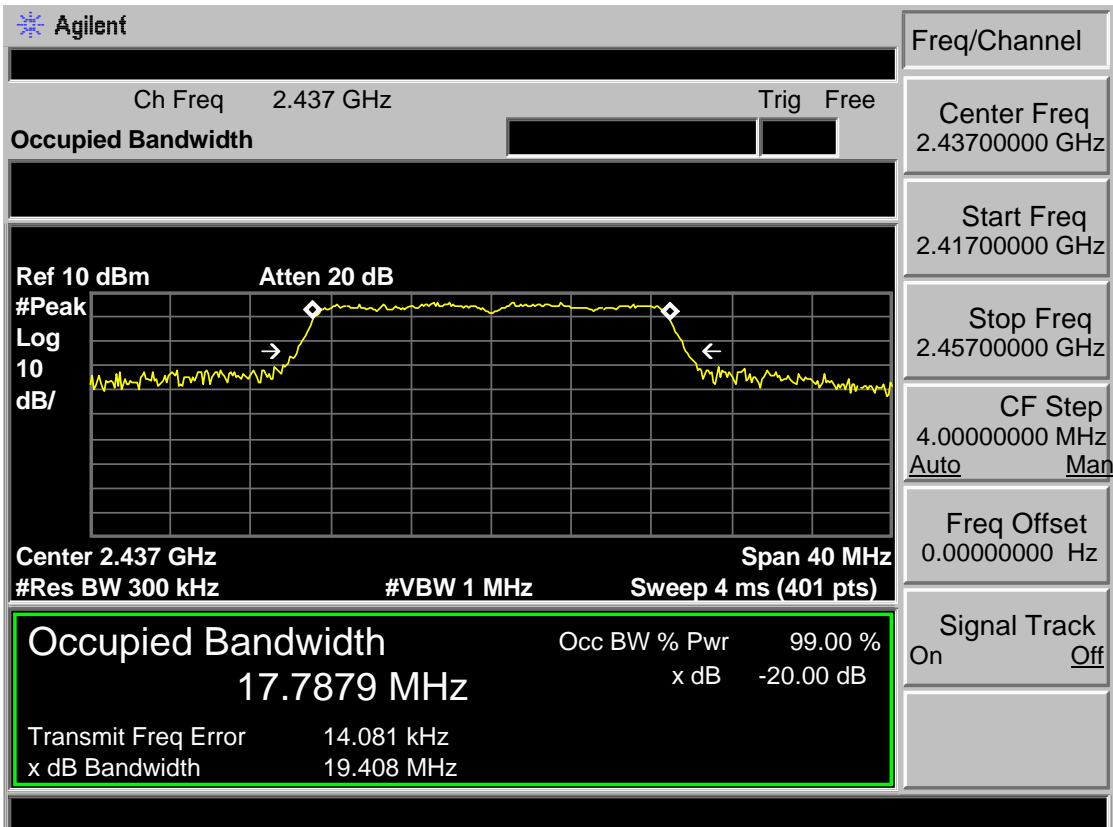 Agilent
Freq/Channel
Ch Freq 2.437 GHz Trig Free
Occupied Bandwidth
Center Freq
2.43700000 GHz
Start Freq
2.41700000 GHz
Stop Freq
2.45700000 GHz
CF Step
4.00000000 MHz
Auto Man
Freq Offset
0.00000000 Hz
Signal Track
On Off
Ref 10 dBm Atten 20 dB
#Peak
Log
10
dB/
Center 2.437 GHz Span 40 MHz
#Res BW 300 kHz #VBW 1 MHz Sweep 4 ms (401 pts)
Occupied Bandwidth
17.7879 MHz
Occ BW % Pwr 99.00 %
x dB -20.00 dB
Transmit Freq Error 14.081 kHz
x dB Bandwidth 19.408 MHz